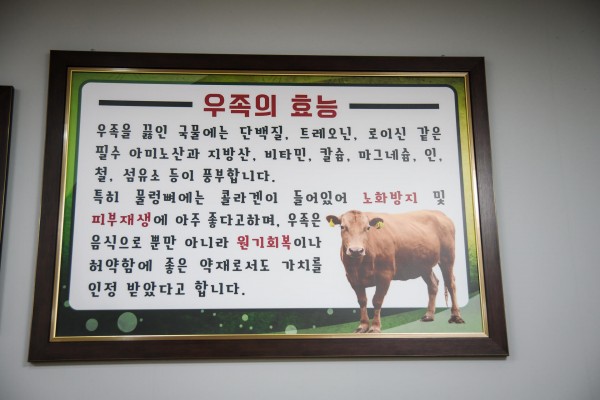 우족의 효능
우족을 끓인 국물에는 단백질, 트레오닌, 로이신 같은
필수 아미노산과 지방산, 비타민, 칼슘, 마그네슘, 인,
철, 섬유소 등이 풍부합니다.
특히 물렁뼈에는 콜라겐이 들어있어 노화방지 및
피부재생에 아주 좋다고하며, 우족은
음식으로 뿐만 아니라 원기회복이나
허약함에 좋은 약재로서도 가치를
인정 받았다고 합니다.